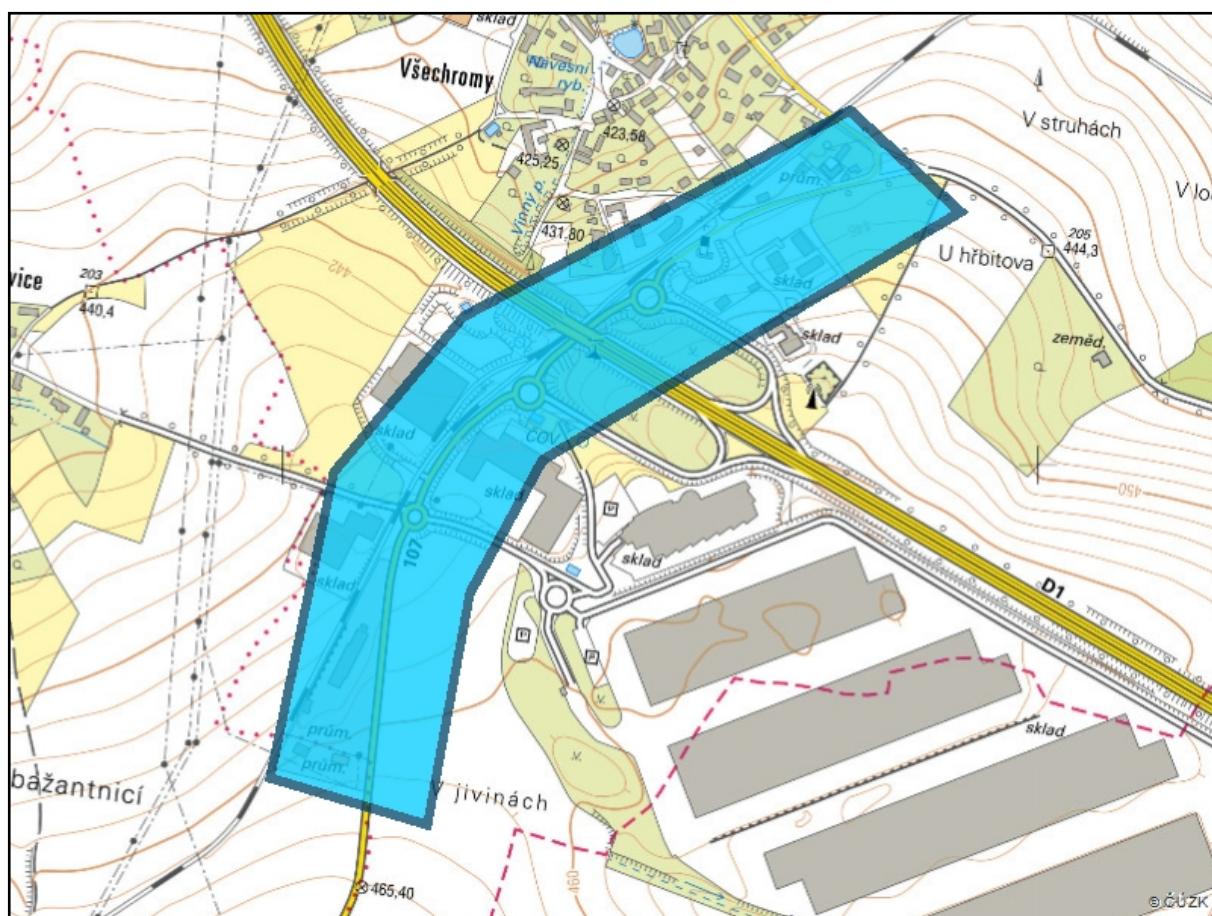 sklad
Všechromy
Návesní
ryb.
423,58
425,25
V struhách
prům.
V lo
Vinný p.
431,80
205
444,3
U hřbitova
442
203
vice
440,4
sklad
sklad
zeměd.
ČOV
sklad
sklad
450
107
sklad
sklad
D1
prům.
prům.
sklad
bážantnicí
V jivinách
460
465,40
© ČÚZK